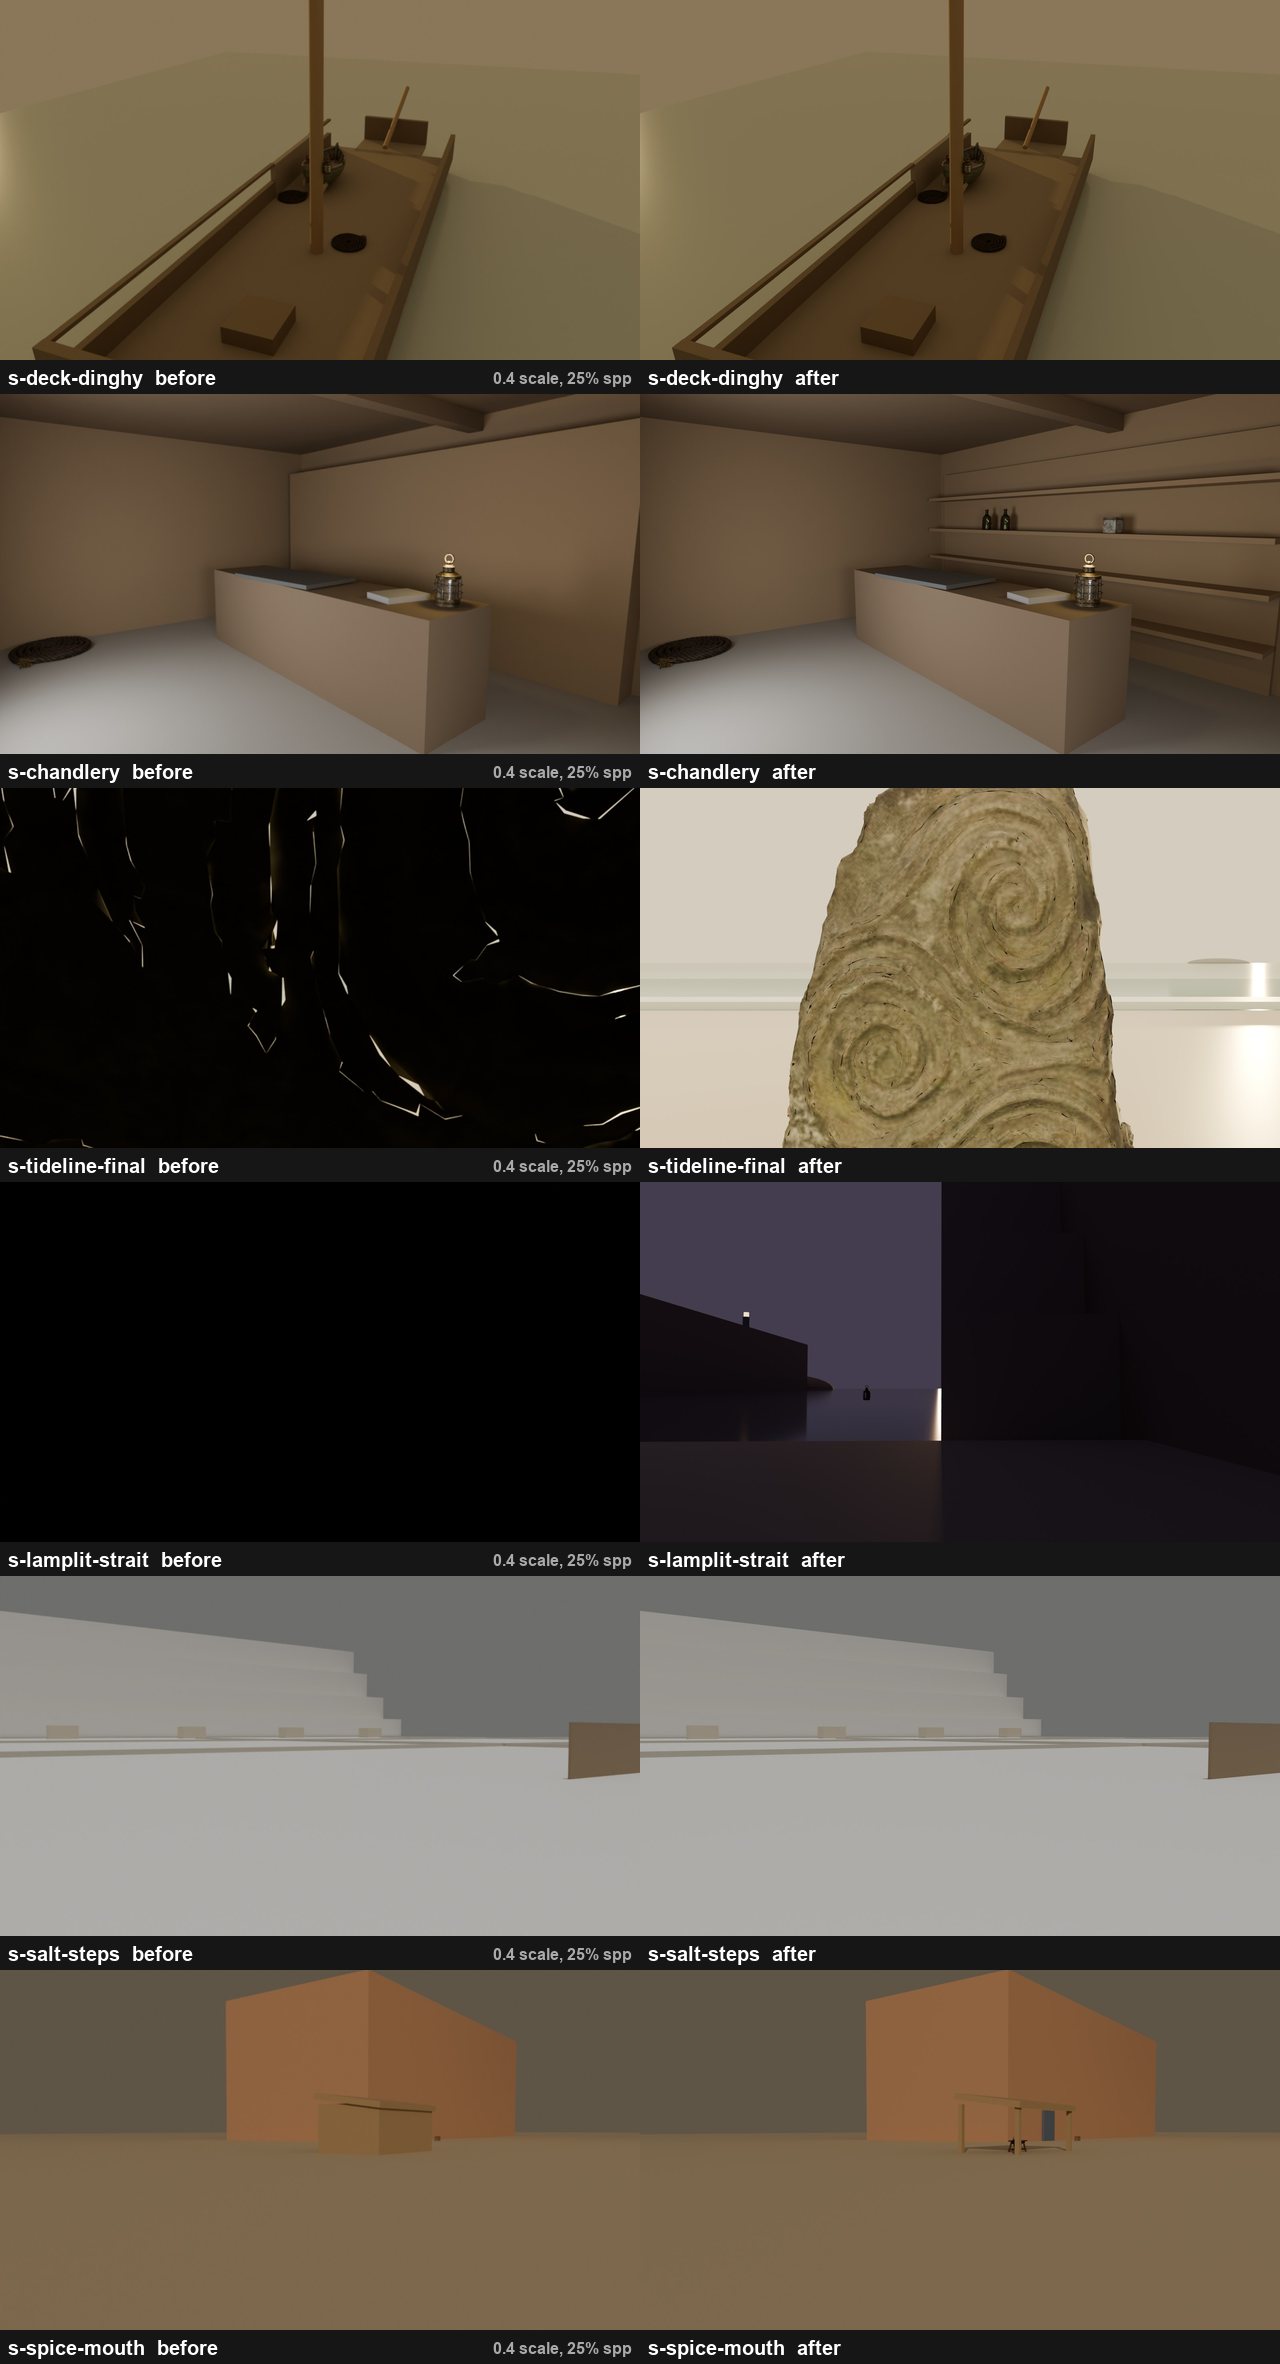 s-deck-dinghy before 0.4 scale, 25% spp s-deck-dinghy after
s-chandlery before 0.4 scale, 25% spp s-chandlery after
s-tideline-final before 0.4 scale, 25% spp s-tideline-final after
s-lamplit-strait before 0.4 scale, 25% spp s-lamplit-strait after
s-salt-steps before 0.4 scale, 25% spp s-salt-steps after
s-spice-mouth before 0.4 scale, 25% spp s-spice-mouth after